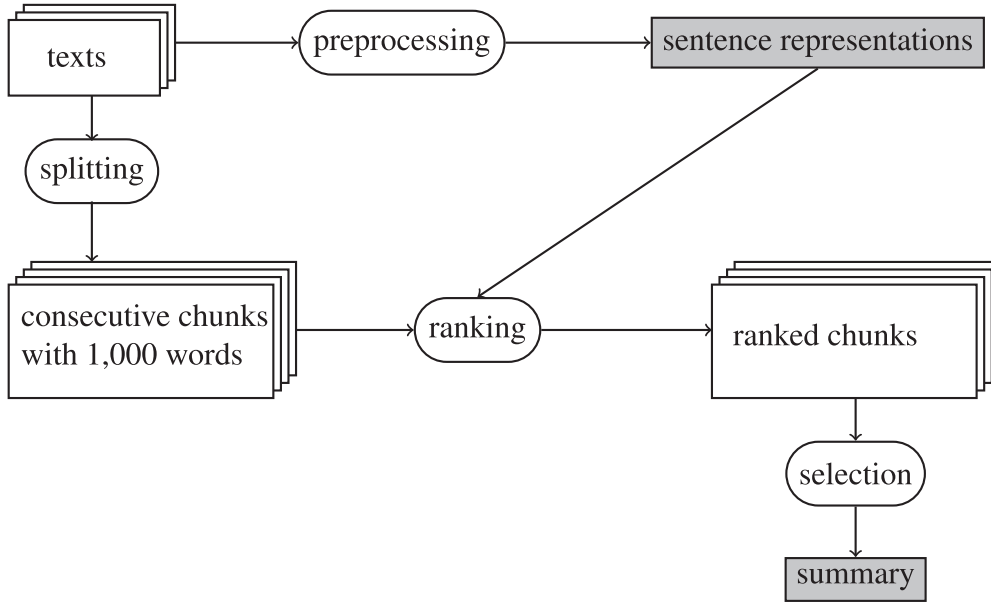 texts
preprocessing
sentence representations
splitting
consecutive chunks
with 1,000 words
ranking
ranked chunks
selection
summary